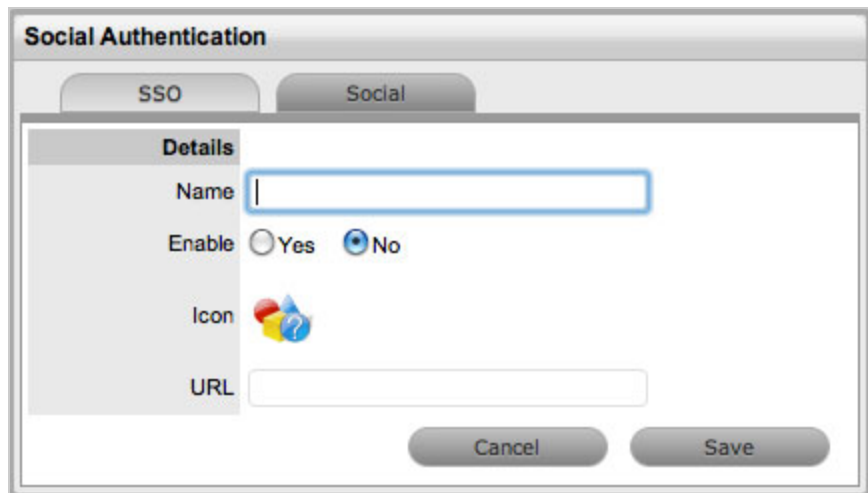 Social Authentication
SSO Social
Details
Name
Enable Yes No
Icon ?
URL
Cancel Save